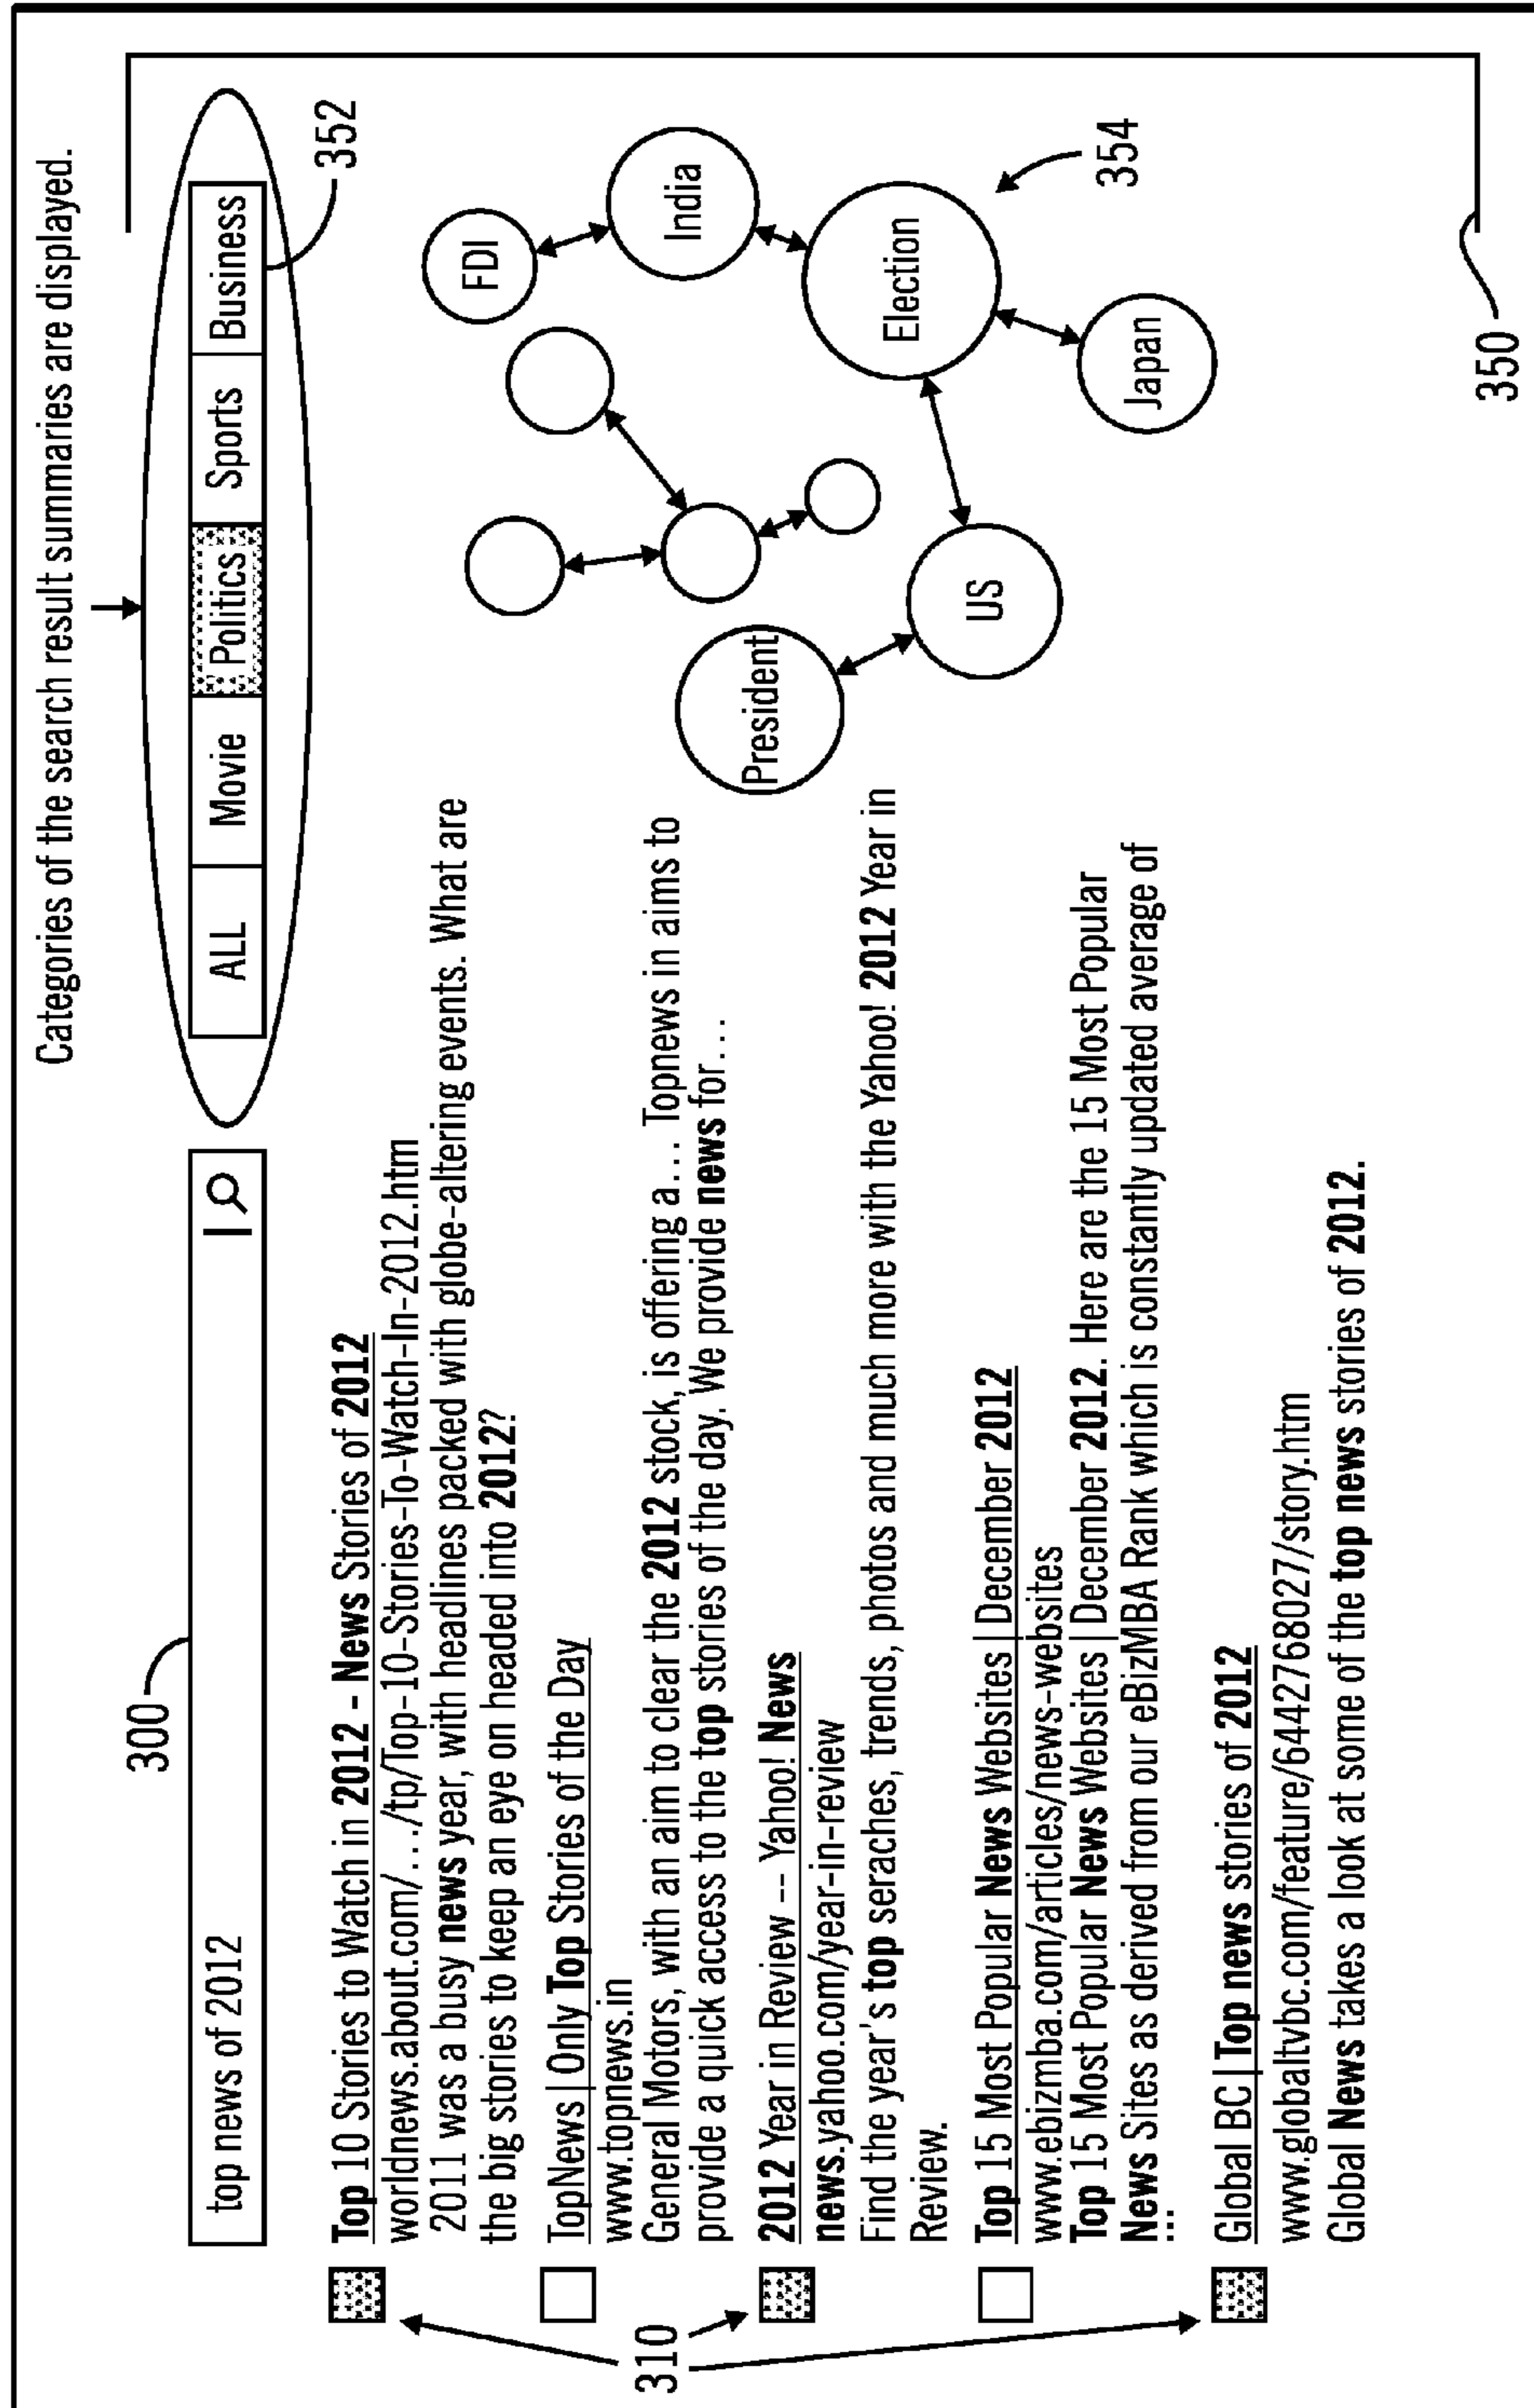 Categories of the search result summaries are displayed.
300
top news of 2012
ALL Movie Politics Sports Business
352
Top 10 Stories to Watch in 2012 - News Stories of 2012
worldnews.about.com/.../tp/Top-10-Stories-To-Watch-In-2012.htm
2011 was a busy news year, with headlines packed with globe-altering events. What are
the big stories to keep an eye on headed into 2012?
TopNews | Only Top Stories of the Day
www.topnews.in
General Motors, with an aim to clear the 2012 stock, is offering a... Topnews in aims to
provide a quick access to the top stories of the day. We provide news for...
310
2012 Year in Review -- Yahoo! News
news.yahoo.com/year-in-review
Find the year's top seraches, trends, photos and much more with the Yahoo! 2012 Year in
Review.
Top 15 Most Popular News Websites | December 2012
www.ebizmba.com/articles/news-websites
Top 15 Most Popular News Websites | December 2012. Here are the 15 Most Popular
News Sites as derived from our eBizMBA Rank which is constantly updated average of
...
Global BC | Top news stories of 2012
www.globaltvbc.com/feature/6442768027/story.htm
Global News takes a look at some of the top news stories of 2012.
FDI
India
President
Election
US
Japan
354
350